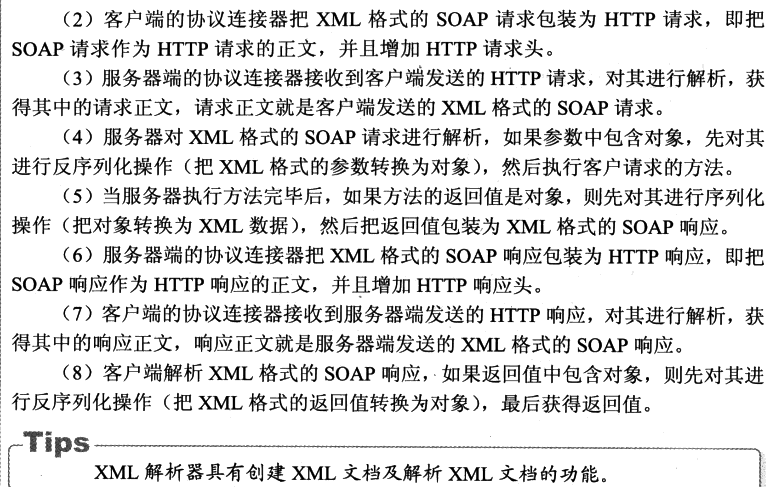 （2）客户端的协议连接器把 XML 格式的 SOAP 请求包装为 HTTP 请求，即把
SOAP 请求作为 HTTP 请求的正文，并且增加 HTTP 请求头。
（3）服务器端的协议连接器接收到客户端发送的 HTTP 请求，对其进行解析，获
得其中的请求正文，请求正文就是客户端发送的 XML 格式的 SOAP 请求。
（4）服务器对 XML 格式的 SOAP 请求进行解析，如果参数中包含对象，先对其
进行反序列化操作（把 XML 格式的参数转换为对象），然后执行客户请求的方法。
（5）当服务器执行方法完毕后，如果方法的返回值是对象，则先对其进行序列化
操作（把对象转换为 XML 数据），然后把返回值包装为 XML 格式的 SOAP 响应。
（6）服务器端的协议连接器把 XML 格式的 SOAP 响应包装为 HTTP 响应，即把
SOAP 响应作为 HTTP 响应的正文，并且增加 HTTP 响应头。
（7）客户端的协议连接器接收到服务器端发送的 HTTP 响应，对其进行解析，获
得其中的响应正文，响应正文就是服务器端发送的 XML 格式的 SOAP 响应。
（8）客户端解析 XML 格式的 SOAP 响应，如果返回值中包含对象，则先对其进
行反序列化操作（把 XML 格式的返回值转换为对象），最后获得返回值。
Tips
XML 解析器具有创建 XML 文档及解析 XML 文档的功能。